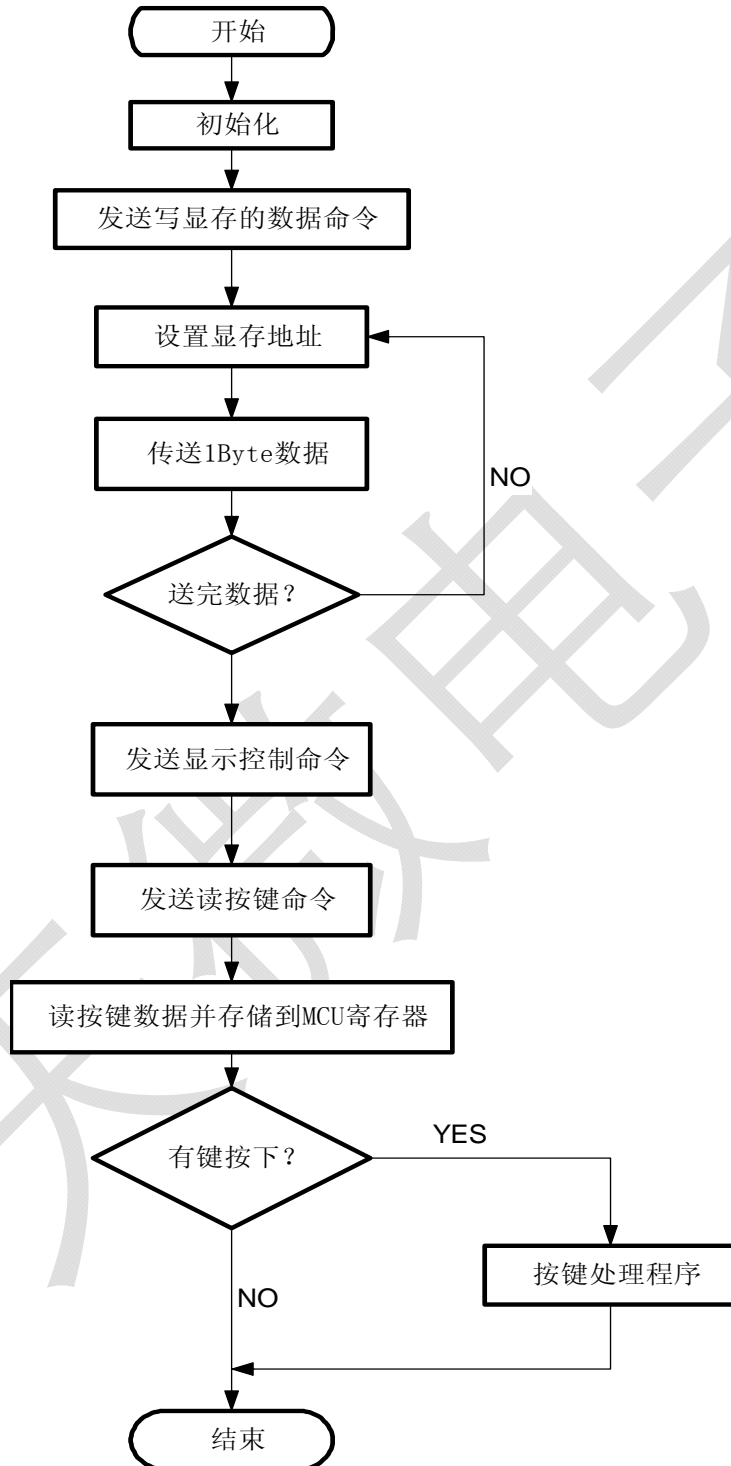 开始
初始化
发送写显存的数据命令
设置显存地址
传送1Byte数据
NO
送完数据?
发送显示控制命令
发送读按键命令
读按键数据并存储到MCU寄存器
YES
有键按下?
按键处理程序
NO
结束
天微电子